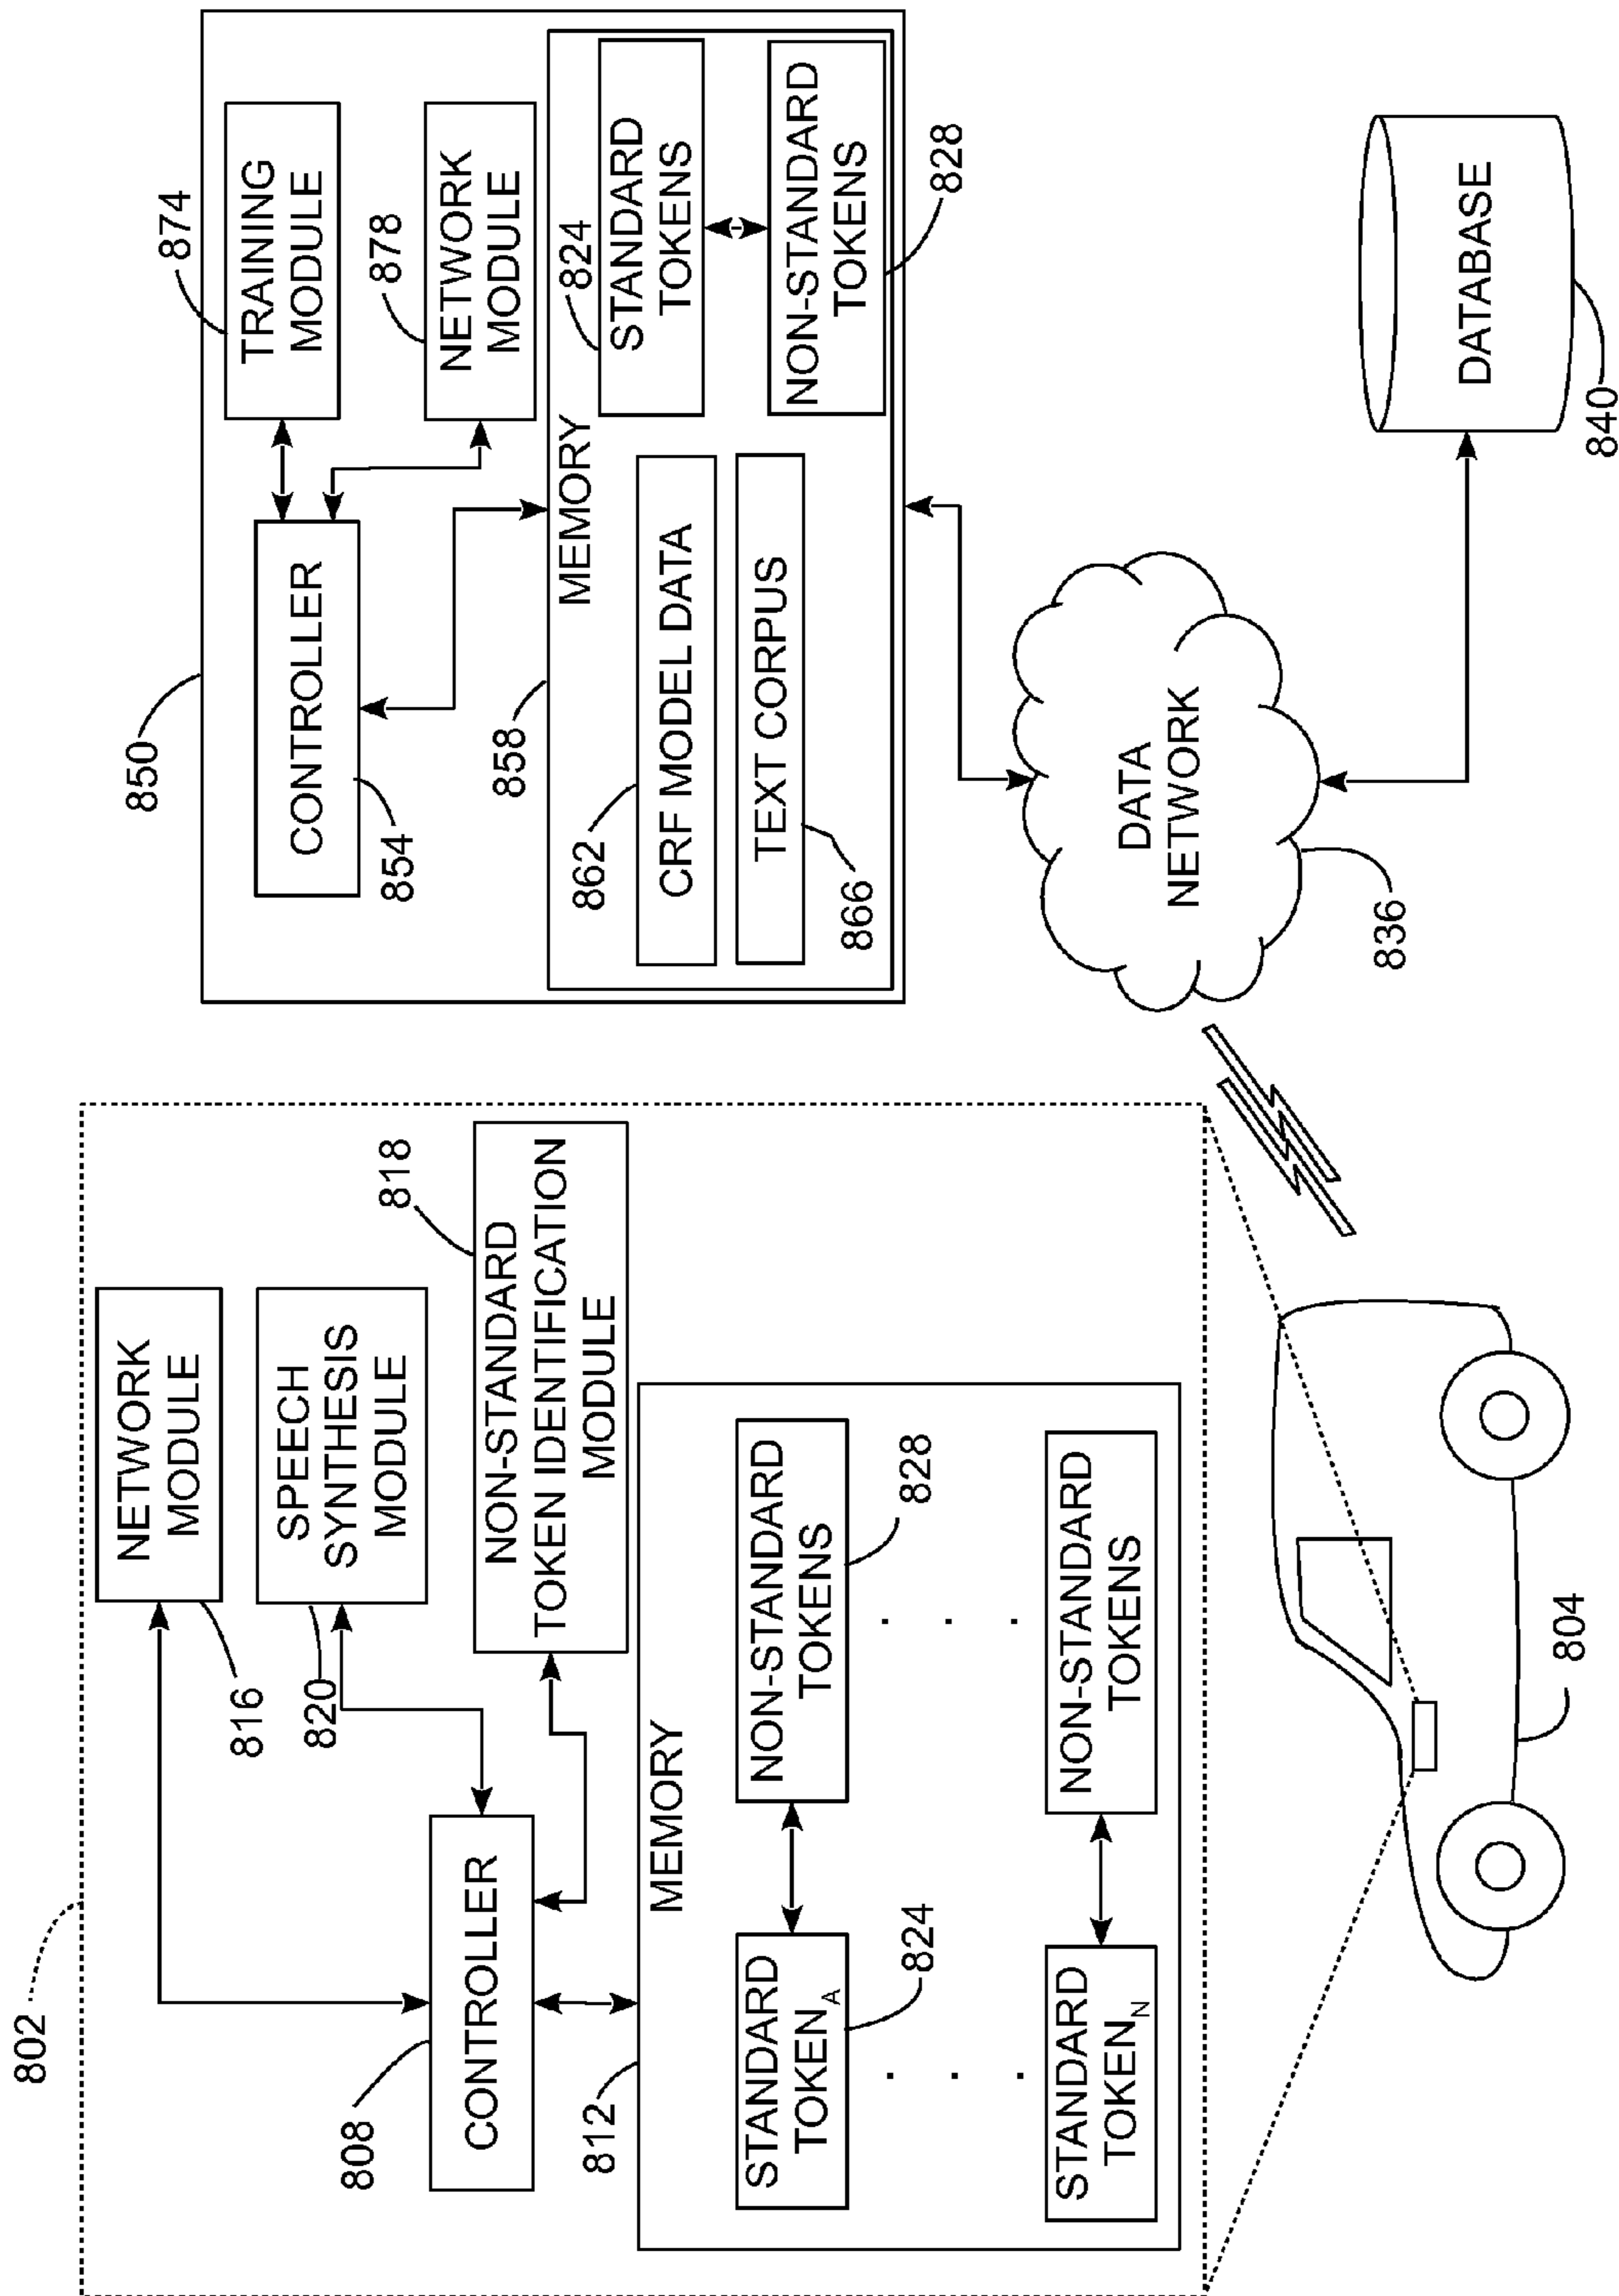 802
NETWORK
MODULE
816
SPEECH
SYNTHESIS
MODULE
820
NON-STANDARD
TOKEN IDENTIFICATION
MODULE
818
CONTROLLER
808
MEMORY
812
STANDARD
TOKEN A
824
NON-STANDARD
TOKENS
828
. . .
. . .
STANDARD
TOKEN N
NON-STANDARD
TOKENS
804
850
CONTROLLER
854
TRAINING
MODULE
874
NETWORK
MODULE
878
MEMORY
858
CRF MODEL DATA
862
TEXT CORPUS
866
STANDARD
TOKENS
824
NON-STANDARD
TOKENS
828
DATA
NETWORK
836
DATABASE
840